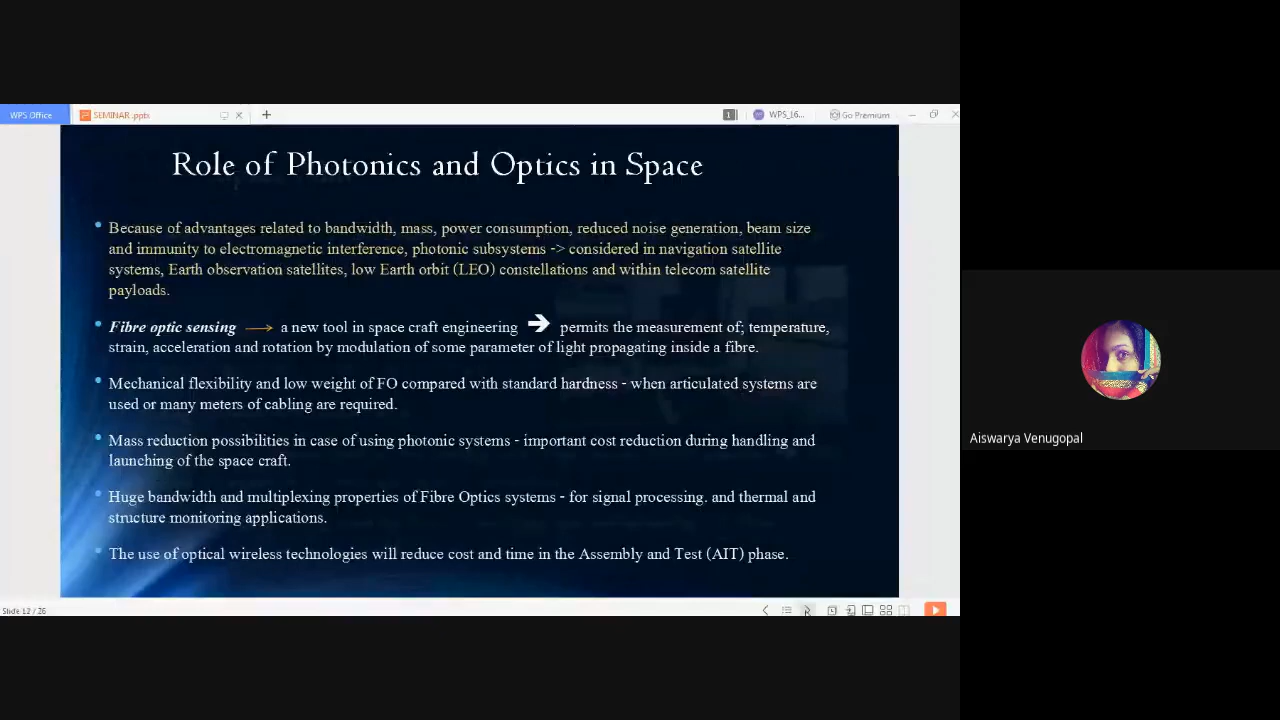 WPS Office
SEMINAR .pptx
1
WPS_16...
Go Premium
Role of Photonics and Optics in Space
Because of advantages related to bandwidth, mass, power consumption, reduced noise generation, beam size
and immunity to electromagnetic interference, photonic subsystems -> considered in navigation satellite
systems, Earth observation satellites, low Earth orbit (LEO) constellations and within telecom satellite
payloads.
Fibre optic sensing → a new tool in space craft engineering ➔ permits the measurement of; temperature,
strain, acceleration and rotation by modulation of some parameter of light propagating inside a fibre.
Mechanical flexibility and low weight of FO compared with standard hardness - when articulated systems are
used or many meters of cabling are required.
Mass reduction possibilities in case of using photonic systems - important cost reduction during handling and
launching of the space craft.
Huge bandwidth and multiplexing properties of Fibre Optics systems - for signal processing. and thermal and
structure monitoring applications.
The use of optical wireless technologies will reduce cost and time in the Assembly and Test (AIT) phase.
Slide 12 / 26
Aiswarya Venugopal